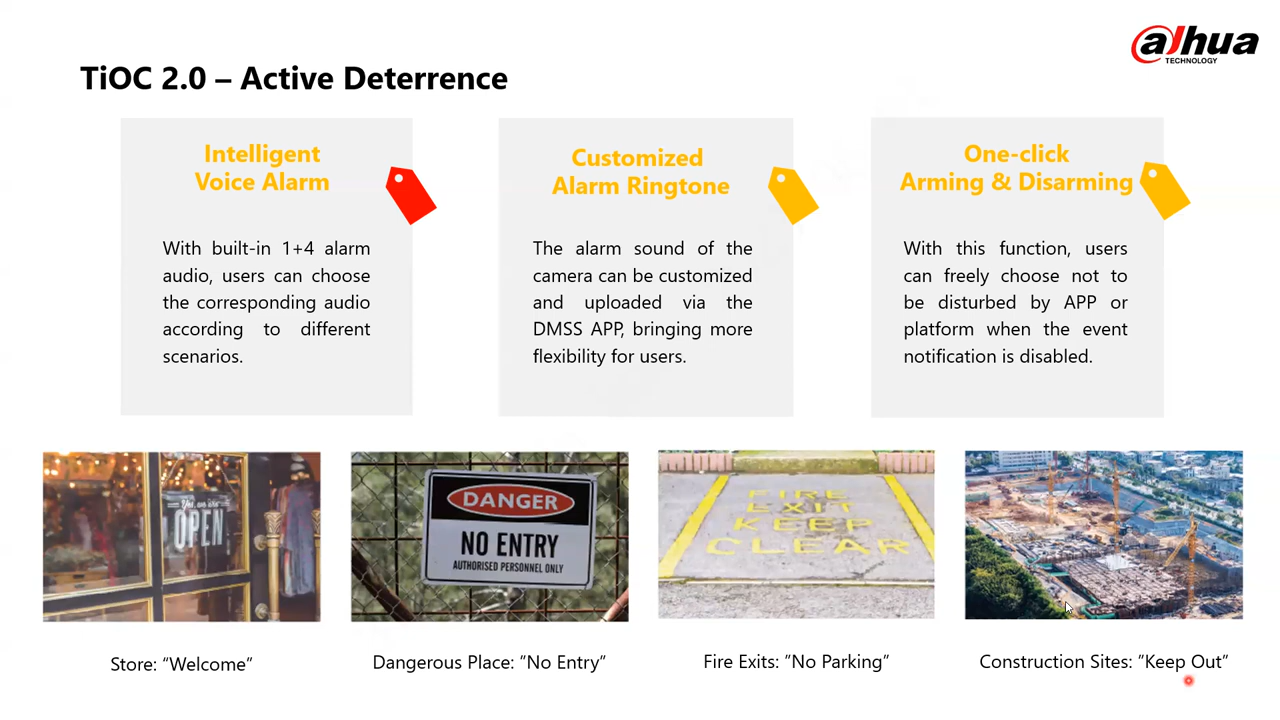 alhua
TECHNOLOGY
TiOC 2.0 – Active Deterrence
Intelligent
Voice Alarm
With built-in 1+4 alarm
audio, users can choose
the corresponding audio
according to different
scenarios.
Customized
Alarm Ringtone
The alarm sound of the
camera can be customized
and uploaded via the
DMSS APP, bringing more
flexibility for users.
One-click
Arming & Disarming
With this function, users
can freely choose not to
be disturbed by APP or
platform when the event
notification is disabled.
Yes, we are
OPEN
DANGER
NO ENTRY
AUTHORISED PERSONNEL ONLY
FIRE
EXIT
KEEP
CLEAR
Store: “Welcome”
Dangerous Place: “No Entry”
Fire Exits: “No Parking”
Construction Sites: “Keep Out”